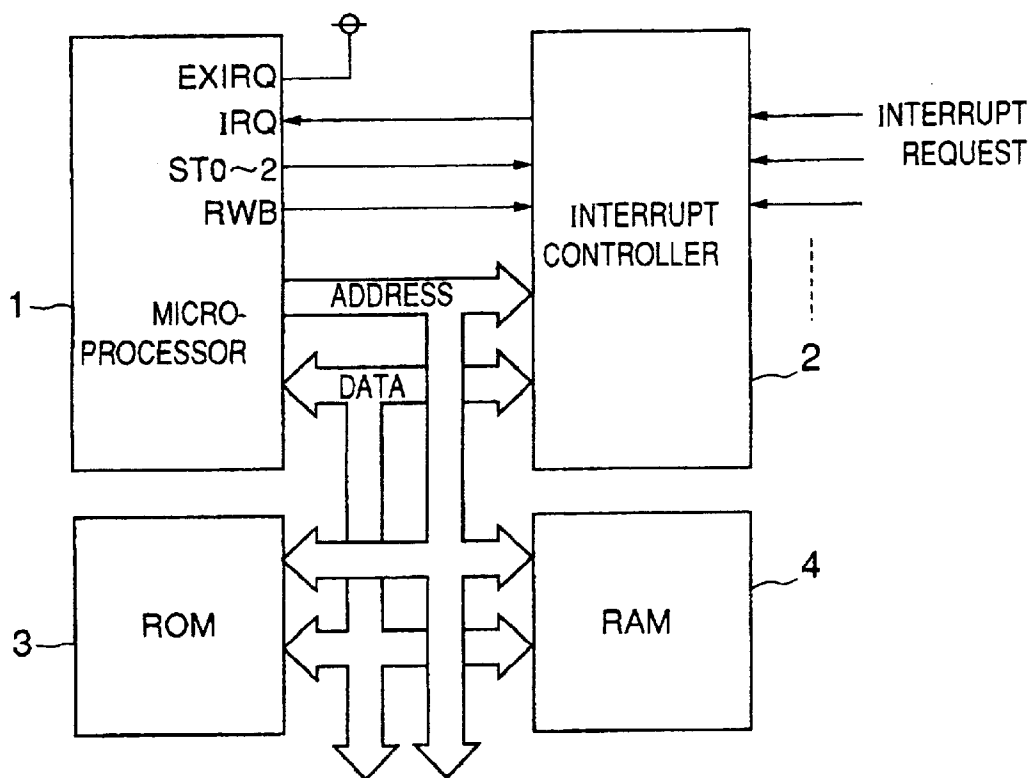 EXIRQ
IRQ
ST0~2
RWB
MICRO-
PROCESSOR
1
ADDRESS
DATA
INTERRUPT
CONTROLLER
2
INTERRUPT
REQUEST
ROM
3
RAM
4